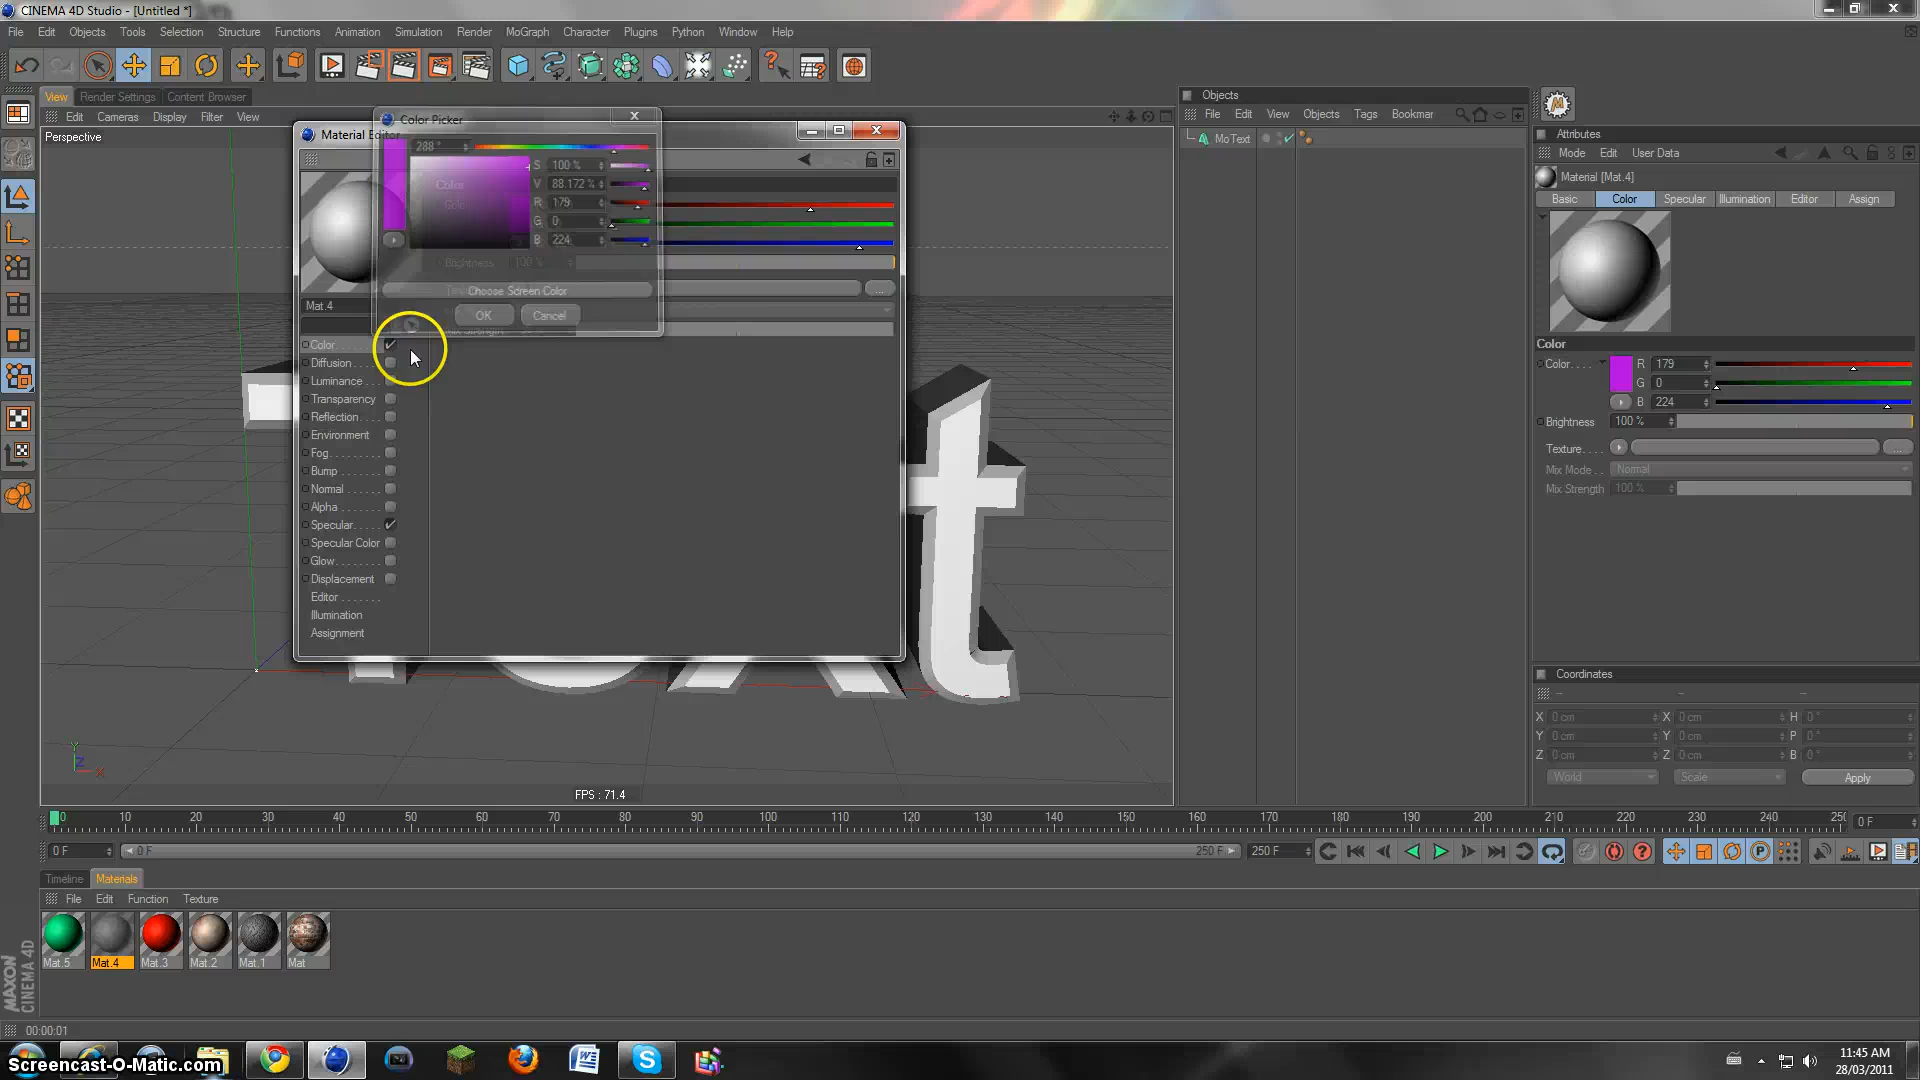 CINEMA 4D Studio - [Untitled *]
File Edit Objects Tools Selection Structure Functions Animation Simulation Render MoGraph Character Plugins Python Window Help
View Render Settings Content Browser
Edit Cameras Display Filter View
Perspective
Color Picker
Material Editor
288 °
S 100 %
V 88.172 %
R 179
G 0
B 224
Color
Brightness 100 %
Choose Screen Color
OK Cancel
Mat.4
Color
Diffusion
Luminance
Transparency
Reflection
Environment
Fog
Bump
Normal
Alpha
Specular
Specular Color
Glow
Displacement
Editor
Illumination
Assignment
FPS : 71.4
Objects
File Edit View Objects Tags Bookmar
MoText
Attributes
Mode Edit User Data
Material [Mat.4]
Basic Color Specular Illumination Editor Assign
Color
Color R 179
G 0
B 224
Brightness 100 %
Texture
Mix Mode Normal
Mix Strength 100 %
Coordinates
X 0 cm X 0 cm H 0 °
Y 0 cm Y 0 cm P 0 °
Z 0 cm Z 0 cm B 0 °
World Scale Apply
0 10 20 30 40 50 60 70 80 90 100 110 120 130 140 150 160 170 180 190 200 210 220 230 240 0 F
0 F 0 F 250 F 250 F
Timeline Materials
File Edit Function Texture
Mat.5 Mat.4 Mat.3 Mat.2 Mat.1 Mat
MAXON
CINEMA 4D
00:00:01
Screencast-O-Matic.com
11:45 AM
28/03/2011